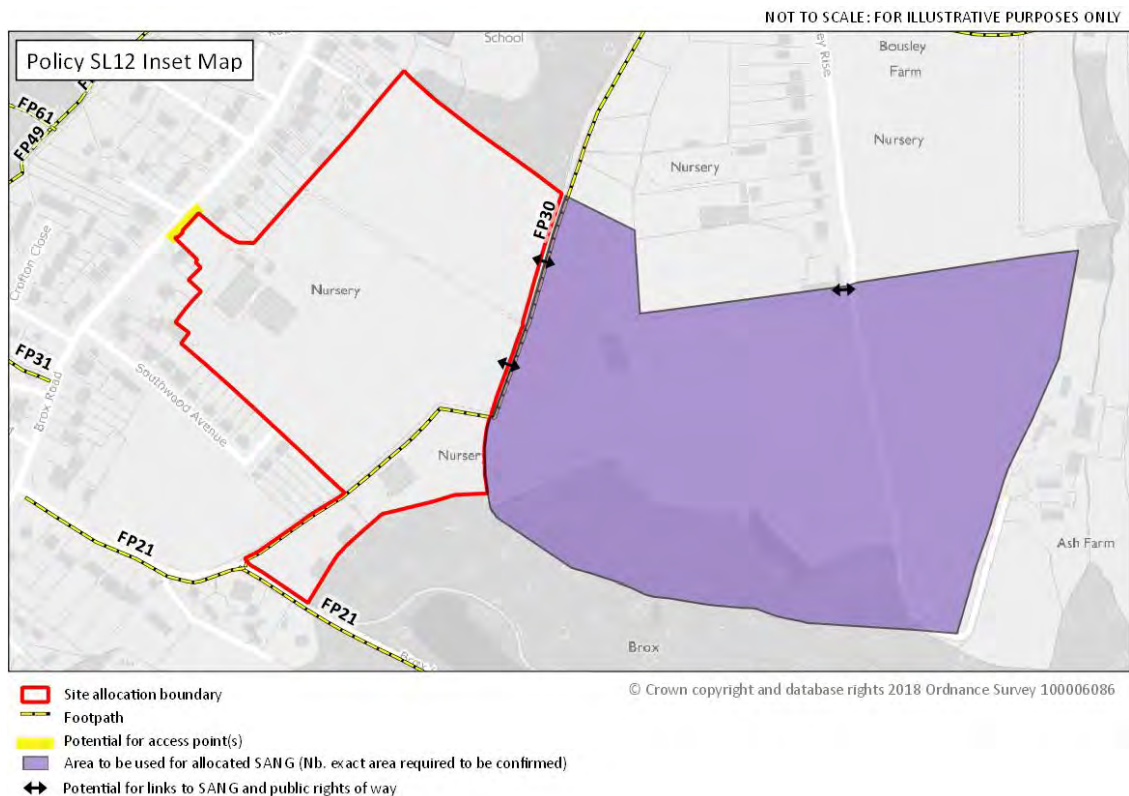 NOT TO SCALE: FOR ILLUSTRATIVE PURPOSES ONLY
Policy SL12 Inset Map
School
Bousley
Farm
Rise
FP61
FP49
Nursery
Nursery
FP30
Crofton Close
Nursery
FP31
Brox Road
Southwood Avenue
Nursery
FP21
Ash Farm
FP21
Brox
Brox
© Crown copyright and database rights 2018 Ordnance Survey 100006086
Site allocation boundary
Footpath
Potential for access point(s)
Area to be used for allocated SANG (Nb. exact area required to be confirmed)
Potential for links to SANG and public rights of way